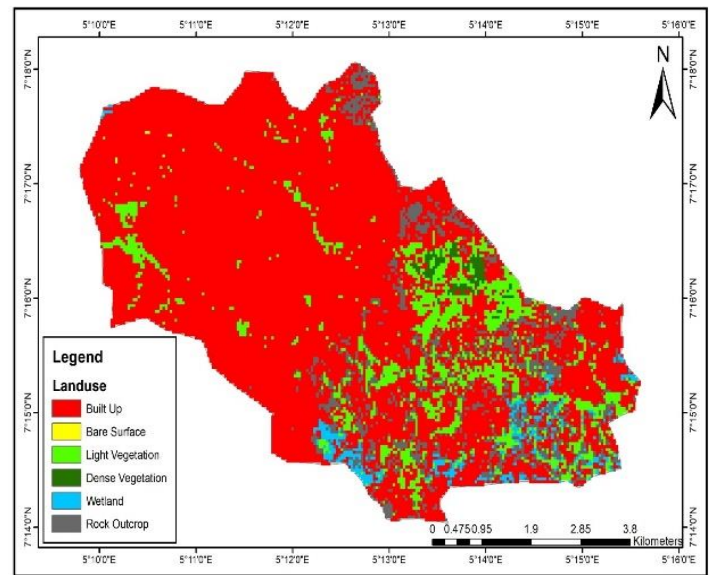 5°10'0"E 5°11'0"E 5°12'0"E 5°13'0"E 5°14'0"E 5°15'0"E 5°16'0"E
N
7°18'0"N 7°18'0"N
7°17'0"N 7°17'0"N
7°16'0"N 7°16'0"N
7°15'0"N 7°15'0"N
7°14'0"N 7°14'0"N
Legend
Landuse
Built Up
Bare Surface
Light Vegetation
Dense Vegetation
Wetland
Rock Outcrop
0 0.4750.95 1.9 2.85 3.8
Kilometers
5°10'0"E 5°11'0"E 5°12'0"E 5°13'0"E 5°14'0"E 5°15'0"E 5°16'0"E